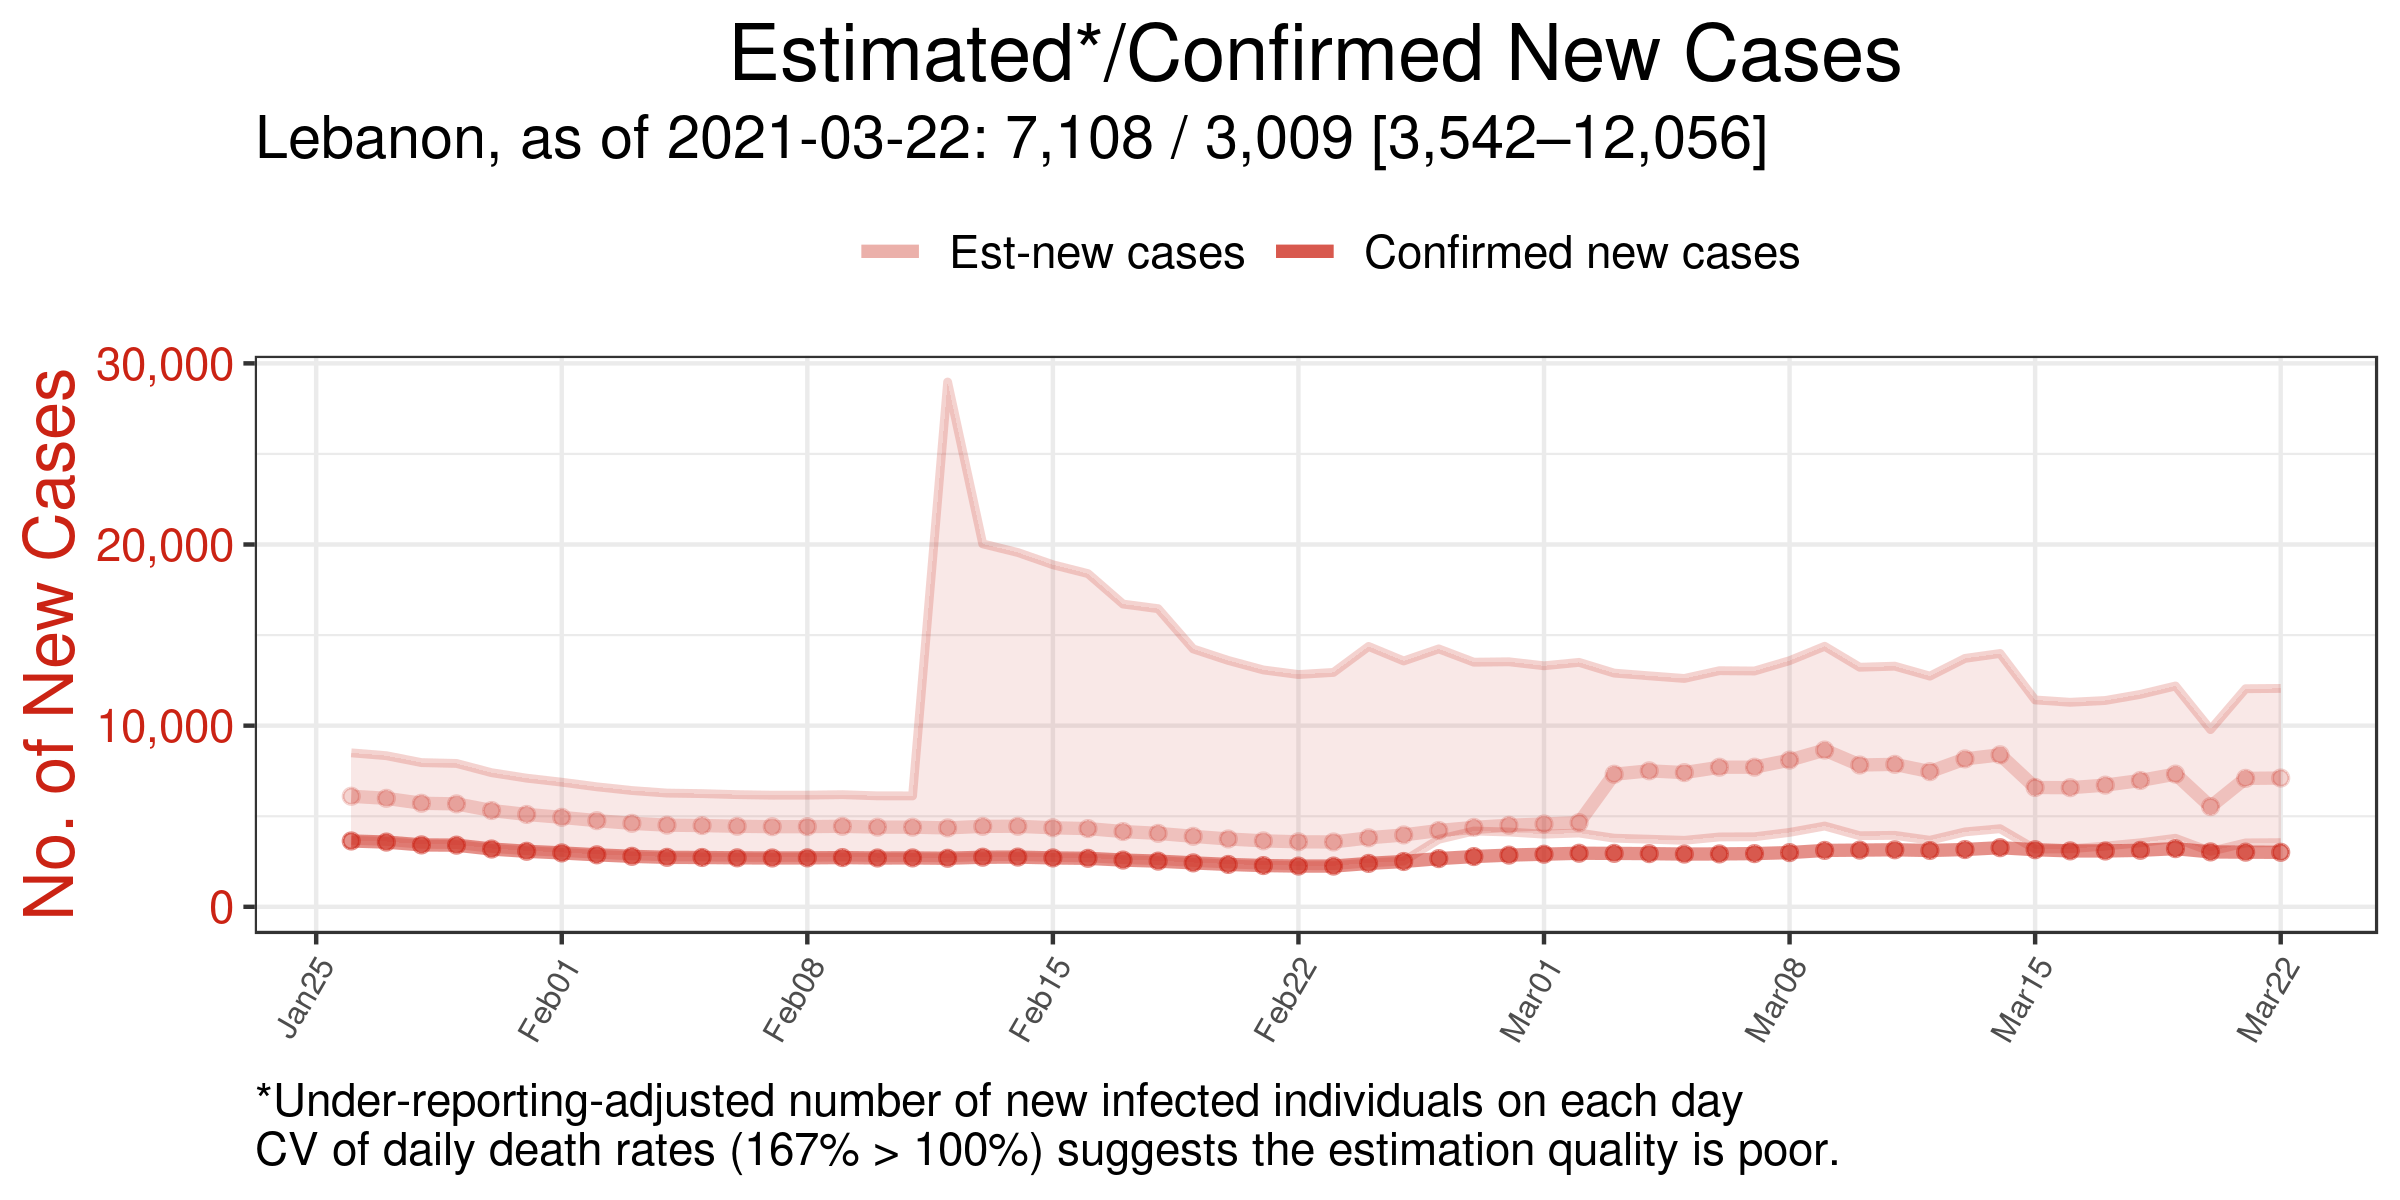 Estimated*/Confirmed New Cases
Lebanon, as of 2021-03-22: 7,108 / 3,009 [3,542–12,056]
Est-new cases
Confirmed new cases
No. of New Cases
30,000
20,000
10,000
0
Jan25
Feb01
Feb08
Feb15
Feb22
Mar01
Mar08
Mar15
Mar22
*Under-reporting-adjusted number of new infected individuals on each day
CV of daily death rates (167% > 100%) suggests the estimation quality is poor.